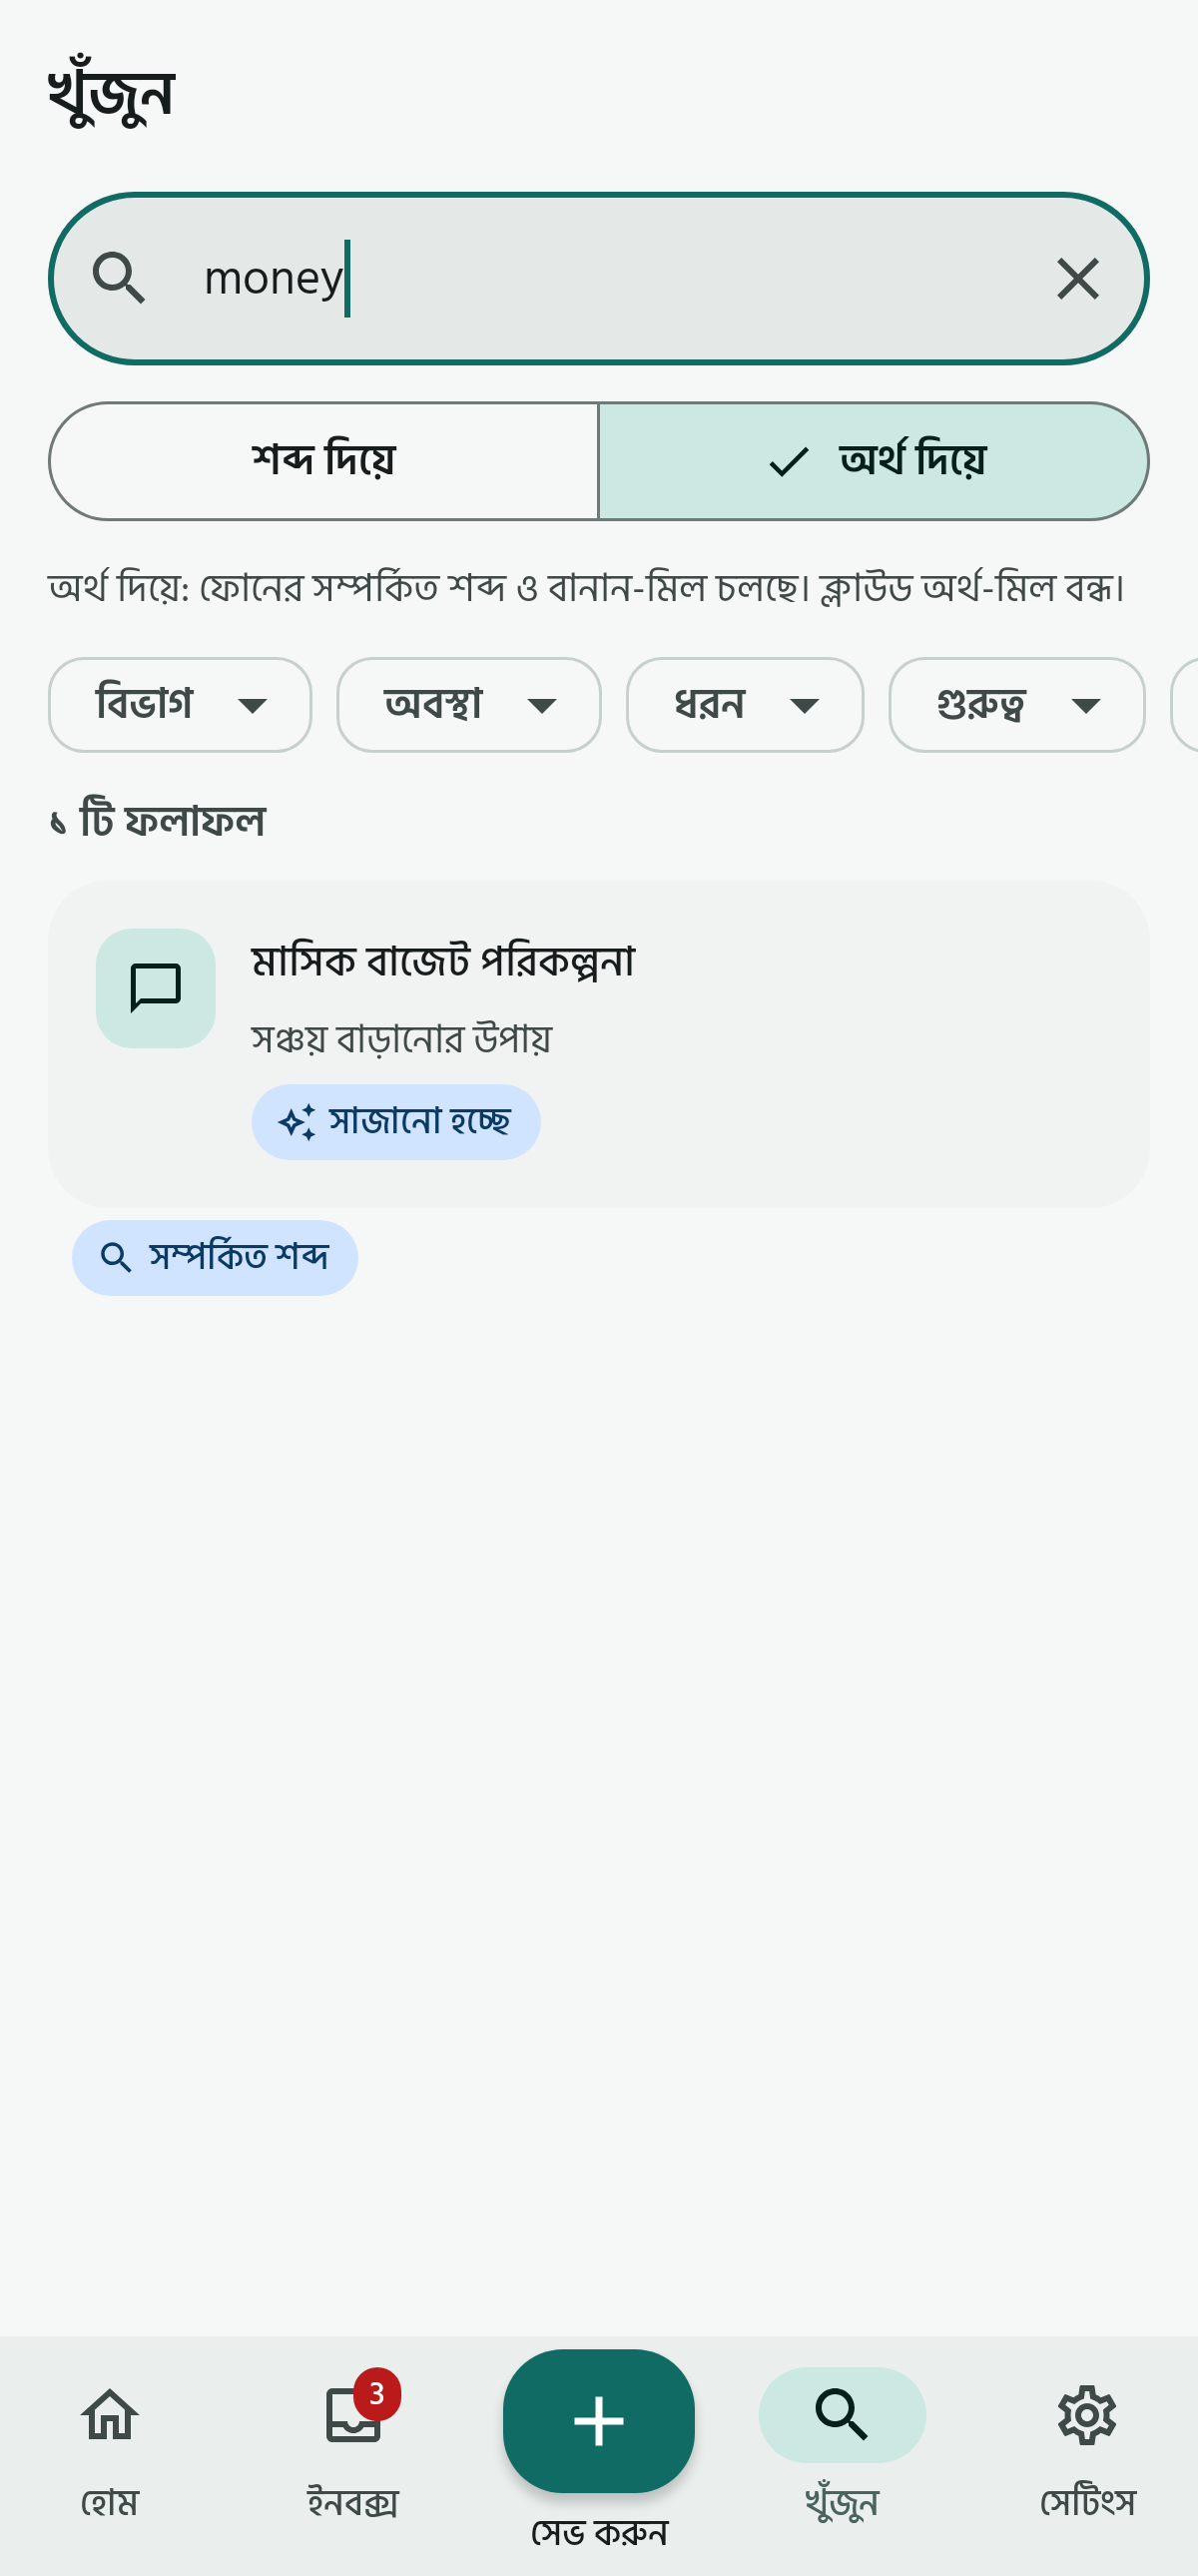 খুঁজুন
money
শব্দ দিয়ে
অর্থ দিয়ে
অর্থ দিয়ে: ফোনের সম্পর্কিত শব্দ ও বানান-মিল চলছে। ক্লাউড অর্থ-মিল বন্ধ।
বিভাগ অবস্থা ধরন গুরুত্ব
১ টি ফলাফল
মাসিক বাজেট পরিকল্পনা
সঞ্চয় বাড়ানোর উপায়
সাজানো হচ্ছে
সম্পর্কিত শব্দ
3
হোম ইনবক্স সেভ করুন খুঁজুন সেটিংস